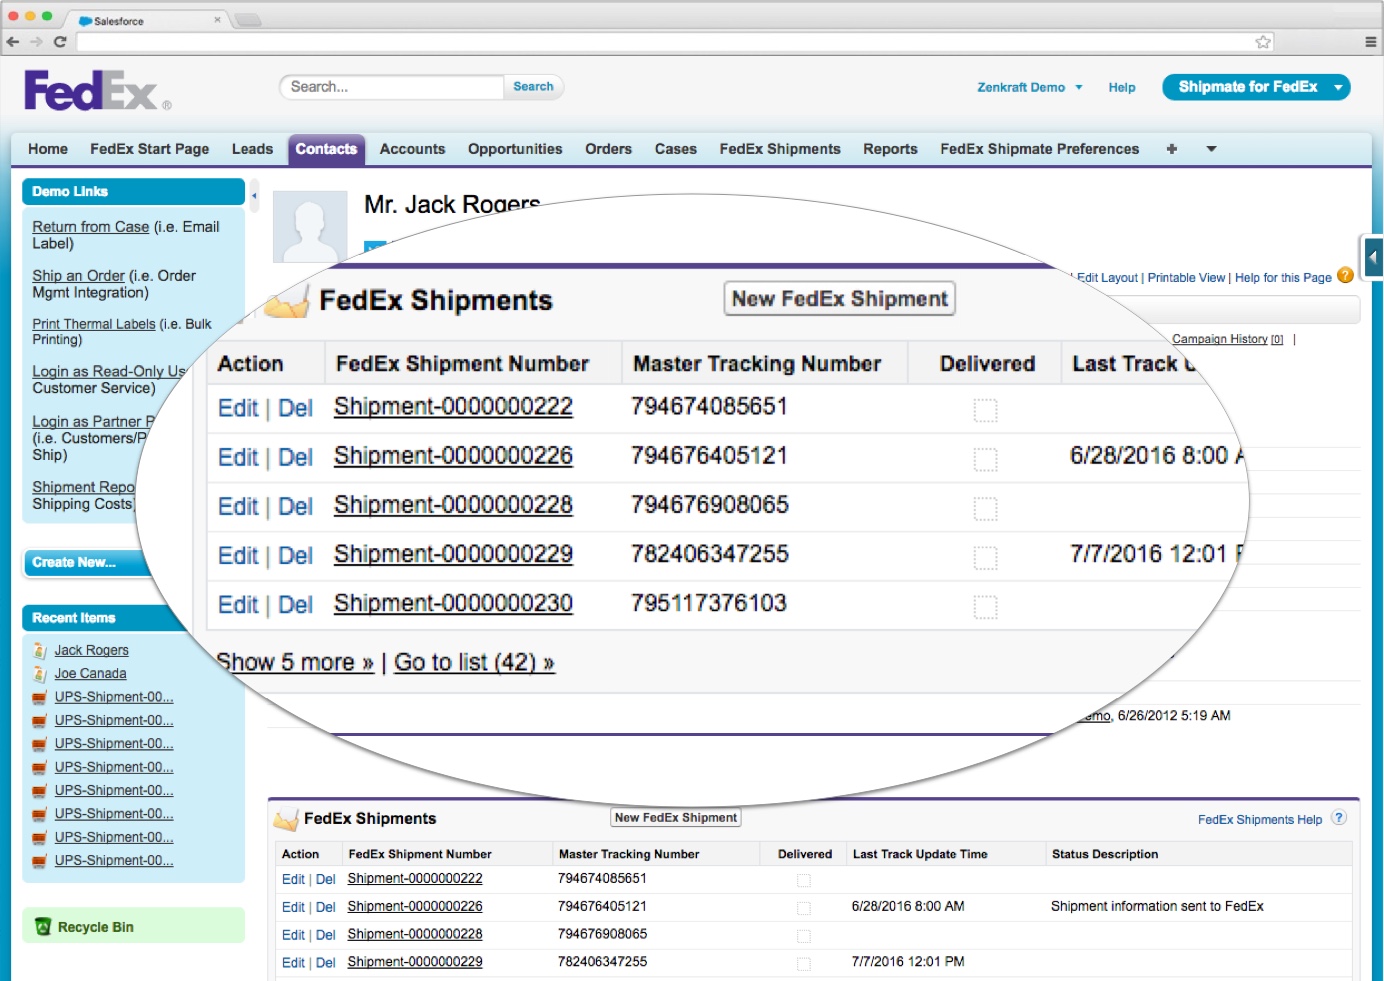 Salesforce
FedEx®
Search...
Search
Zenkraft Demo
Help
Shipmate for FedEx
Home
FedEx Start Page
Leads
Contacts
Accounts
Opportunities
Orders
Cases
FedEx Shipments
Reports
FedEx Shipmate Preferences
+
Demo Links
Return from Case (i.e. Email
Label)
Ship an Order (i.e. Order
Mgmt Integration)
Print Thermal Labels (i.e. Bulk
Printing)
Login as Read-Only
Customer Service)
Login as Partner
(i.e. Customers/
Ship)
Shipment
Shipping Costs)
Create New...
Recent Items
Jack Rogers
Joe Canada
UPS-Shipment-00...
UPS-Shipment-00...
UPS-Shipment-00...
UPS-Shipment-00...
UPS-Shipment-00...
UPS-Shipment-00...
UPS-Shipment-00...
UPS-Shipment-00...
Recycle Bin
Mr. Jack Rogers
Edit Layout | Printable View | Help for this Page ?
Campaign History [0] |
FedEx Shipments
New FedEx Shipment
Action FedEx Shipment Number Master Tracking Number Delivered Last Track
Edit | Del Shipment-0000000222 794674085651
Edit | Del Shipment-0000000226 794676405121 6/28/2016 8:00
Edit | Del Shipment-0000000228 794676908065
Edit | Del Shipment-0000000229 782406347255 7/7/2016 12:01
Edit | Del Shipment-0000000230 795117376103
Show 5 more » | Go to list (42) »
emo, 6/26/2012 5:19 AM
FedEx Shipments
New FedEx Shipment
FedEx Shipments Help ?
Action FedEx Shipment Number Master Tracking Number Delivered Last Track Update Time Status Description
Edit | Del Shipment-0000000222 794674085651
Edit | Del Shipment-0000000226 794676405121 6/28/2016 8:00 AM Shipment information sent to FedEx
Edit | Del Shipment-0000000228 794676908065
Edit | Del Shipment-0000000229 782406347255 7/7/2016 12:01 PM